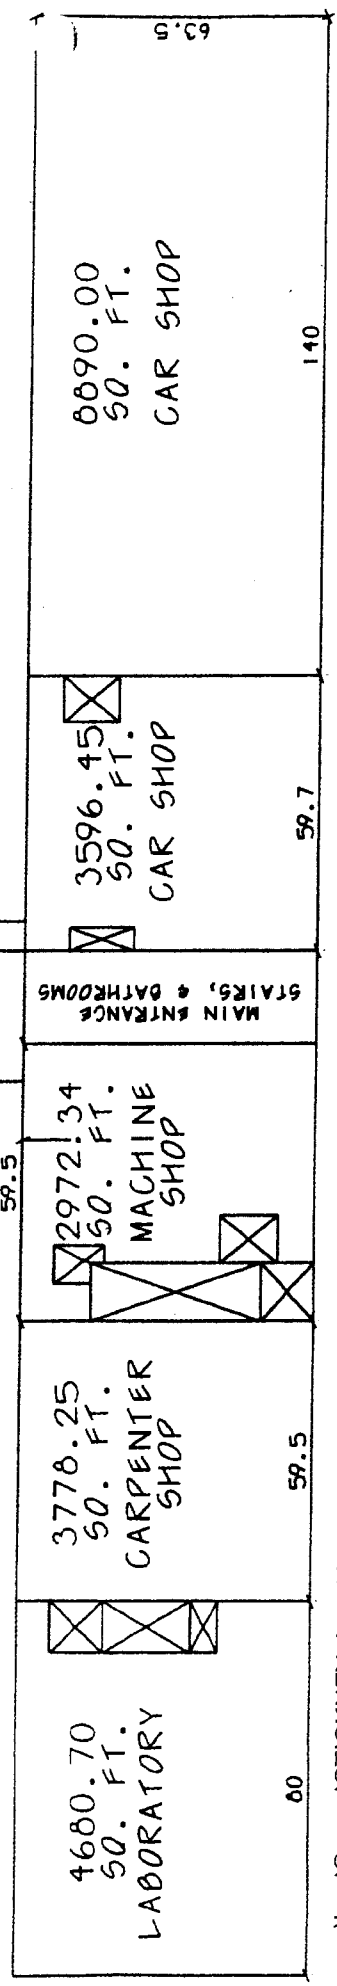 4680.70
SQ. FT.
LABORATORY
80
3778.25
SQ. FT.
CARPENTER
SHOP
59.5
59.5
2972.34
SQ. FT.
MACHINE
SHOP
MAIN ENTRANCE
STAIRS, & BATHROOMS
3596.45
SQ. FT.
CAR SHOP
59.7
8890.00
SQ. FT.
CAR SHOP
140
63.5